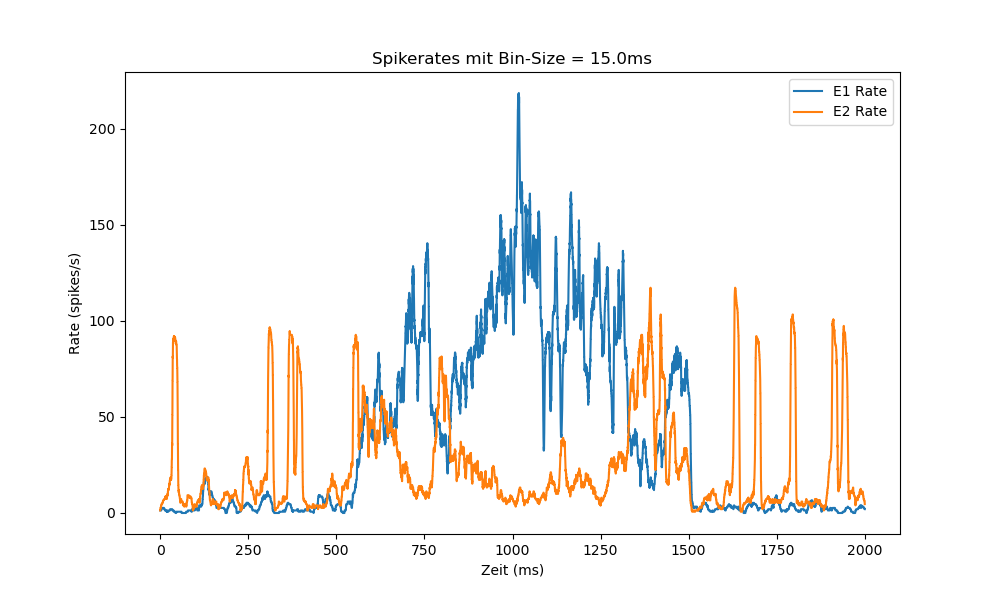 Spikerates mit Bin-Size = 15.0ms
E1 Rate
E2 Rate
Rate (spikes/s)
200
150
100
50
0
0 250 500 750 1000 1250 1500 1750 2000
Zeit (ms)